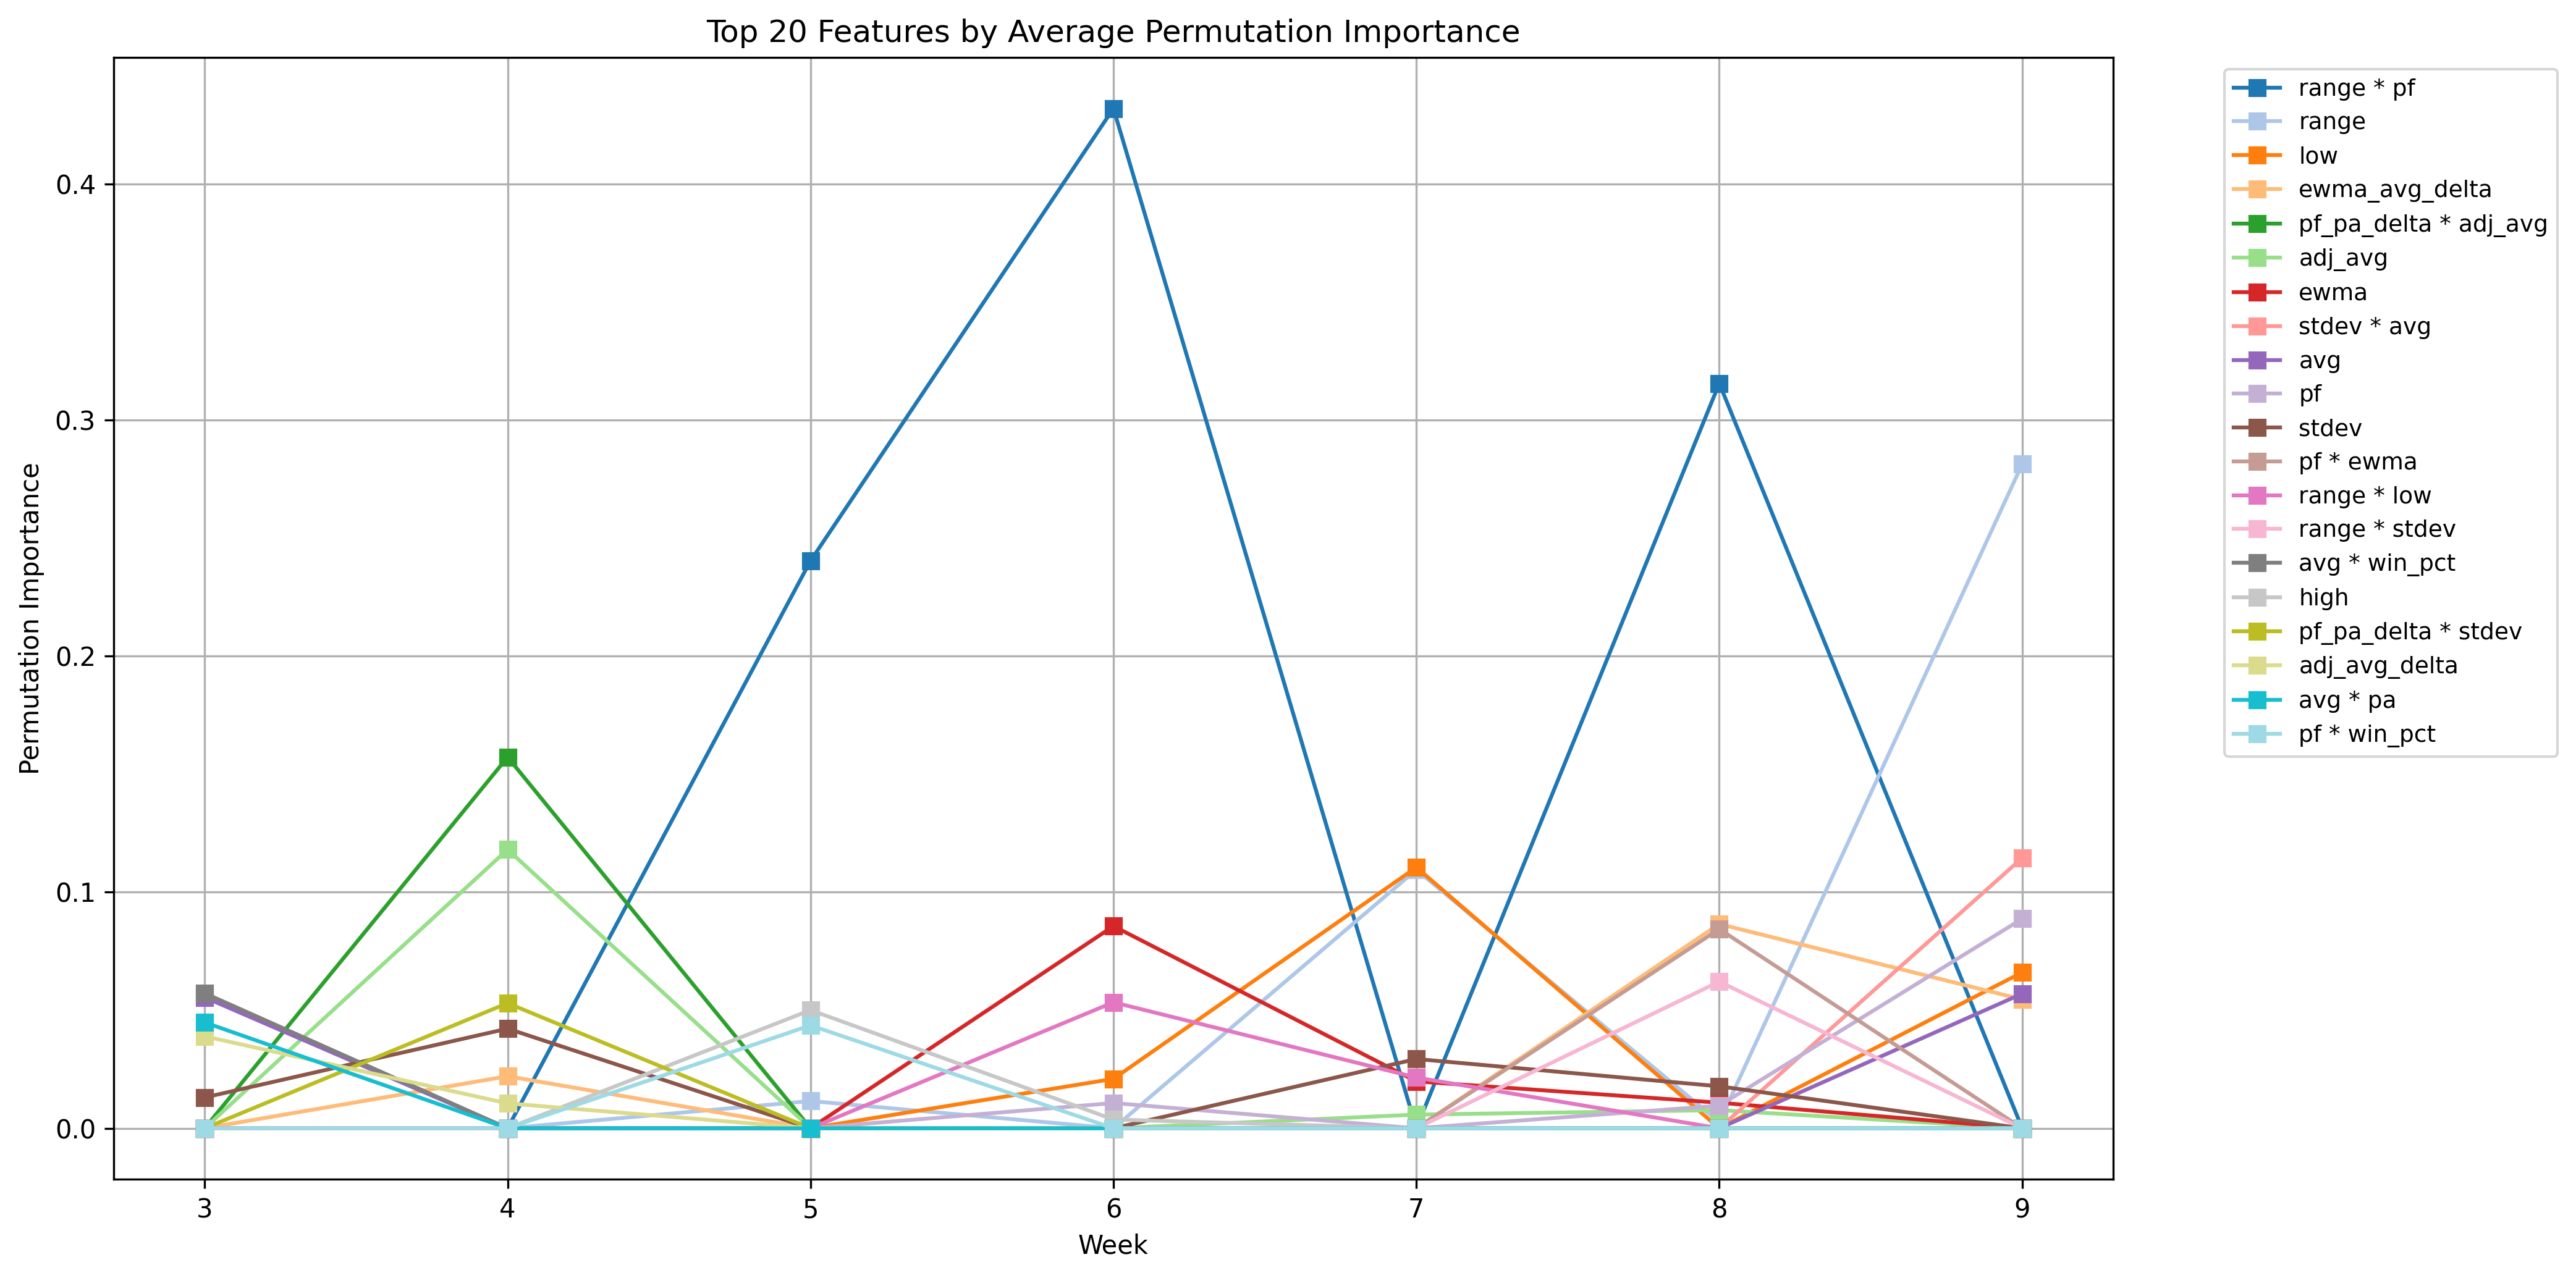 Top 20 Features by Average Permutation Importance
Permutation Importance
0.4
0.3
0.2
0.1
0.0
3 4 5 6 7 8 9
Week
range * pf
range
low
ewma_avg_delta
pf_pa_delta * adj_avg
adj_avg
ewma
stdev * avg
avg
pf
stdev
pf * ewma
range * low
range * stdev
avg * win_pct
high
pf_pa_delta * stdev
adj_avg_delta
avg * pa
pf * win_pct